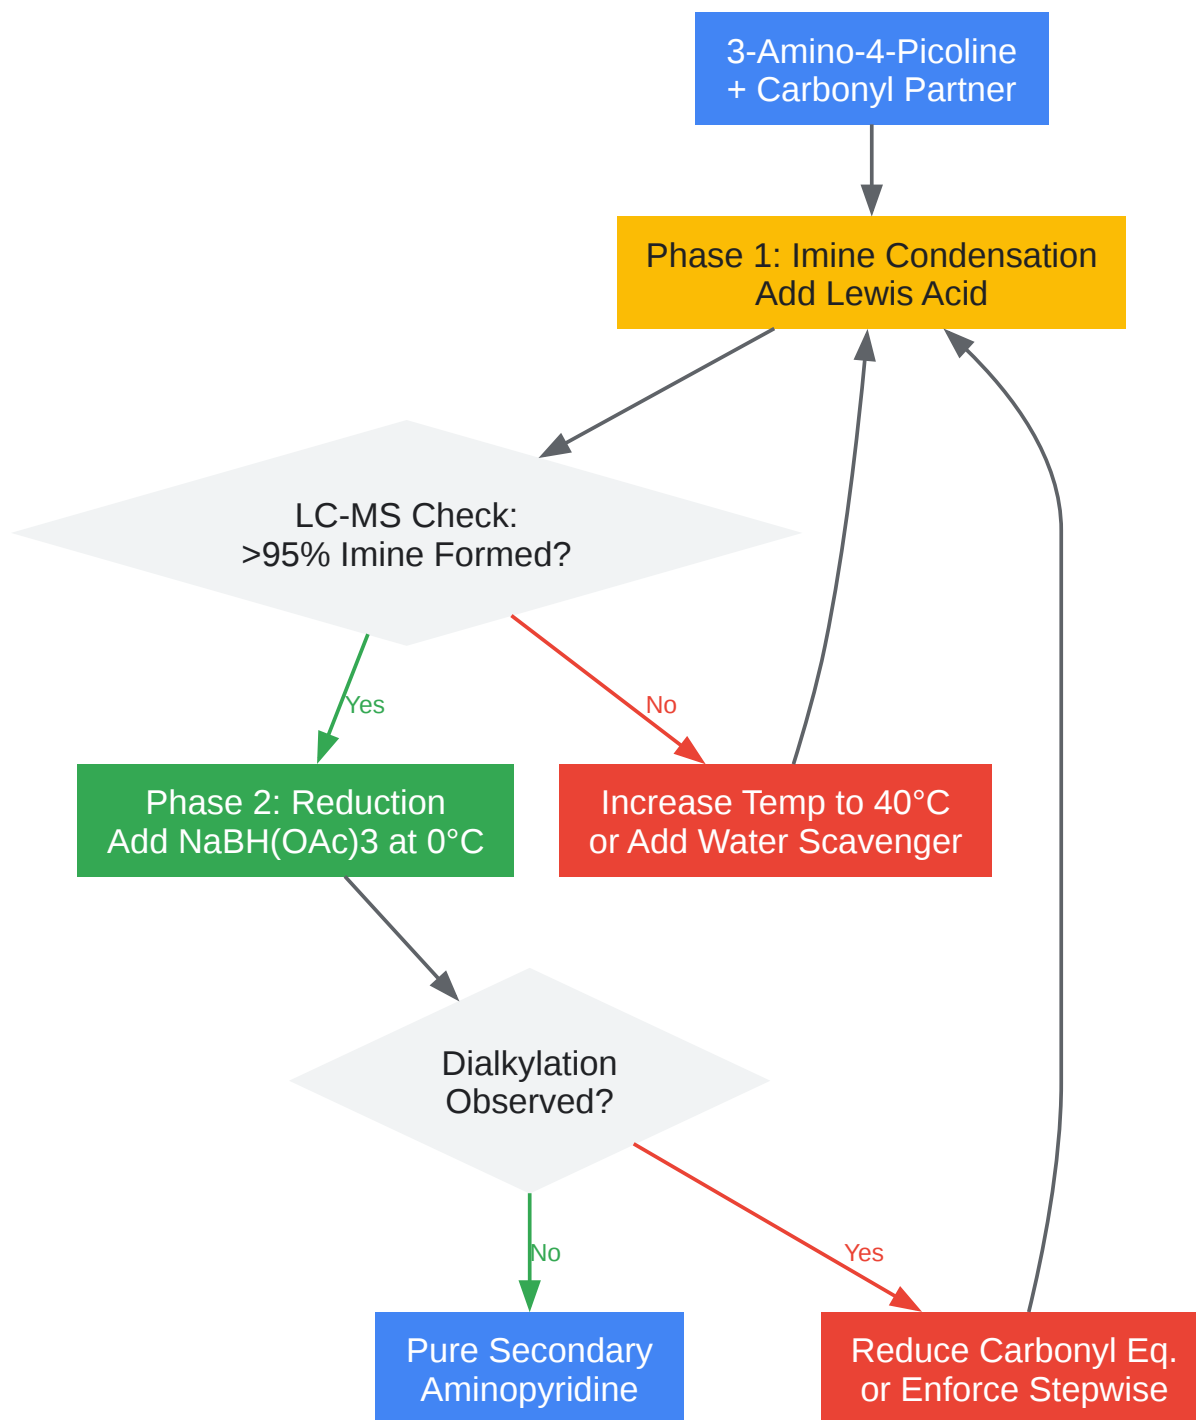 3-Amino-4-Picoline
+ Carbonyl Partner
Phase 1: Imine Condensation
Add Lewis Acid
LC-MS Check:
>95% Imine Formed?
Yes
No
Phase 2: Reduction
Add NaBH(OAc)3 at 0°C
Increase Temp to 40°C
or Add Water Scavenger
Dialkylation
Observed?
No
Yes
Pure Secondary
Aminopyridine
Reduce Carbonyl Eq.
or Enforce Stepwise